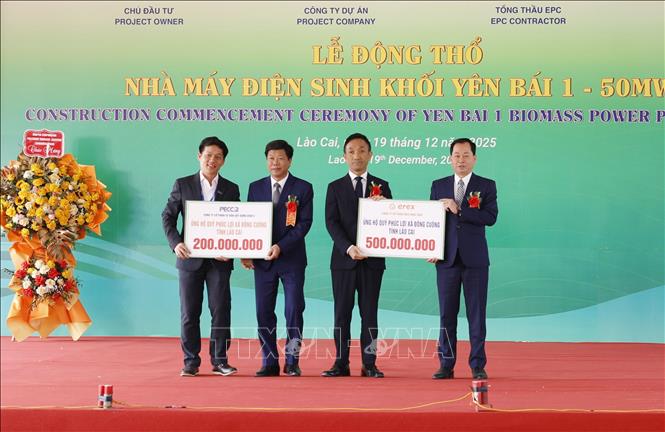 CHỦ ĐẦU TƯ
PROJECT OWNER
CÔNG TY DỰ ÁN
PROJECT COMPANY
TỔNG THẦU EPC
EPC CONTRACTOR
LỄ ĐỘNG THỔ
NHÀ MÁY ĐIỆN SINH KHỐI YÊN BÁI 1 - 50MW
CONSTRUCTION COMMENCEMENT CEREMONY OF YEN BAI 1 BIOMASS POWER P
Lào Cai, 19 tháng 12 năm 2025
Lao 19th December, 20
PECC3
ỦNG HỘ QUỸ PHÚC LỢI XÃ ĐÔNG CUÔNG
TỈNH LÀO CAI
200.000.000
erex
ỦNG HỘ QUỸ PHÚC LỢI XÃ ĐÔNG CUÔNG
TỈNH LÀO CAI
500.000.000
TTXVN - VNA